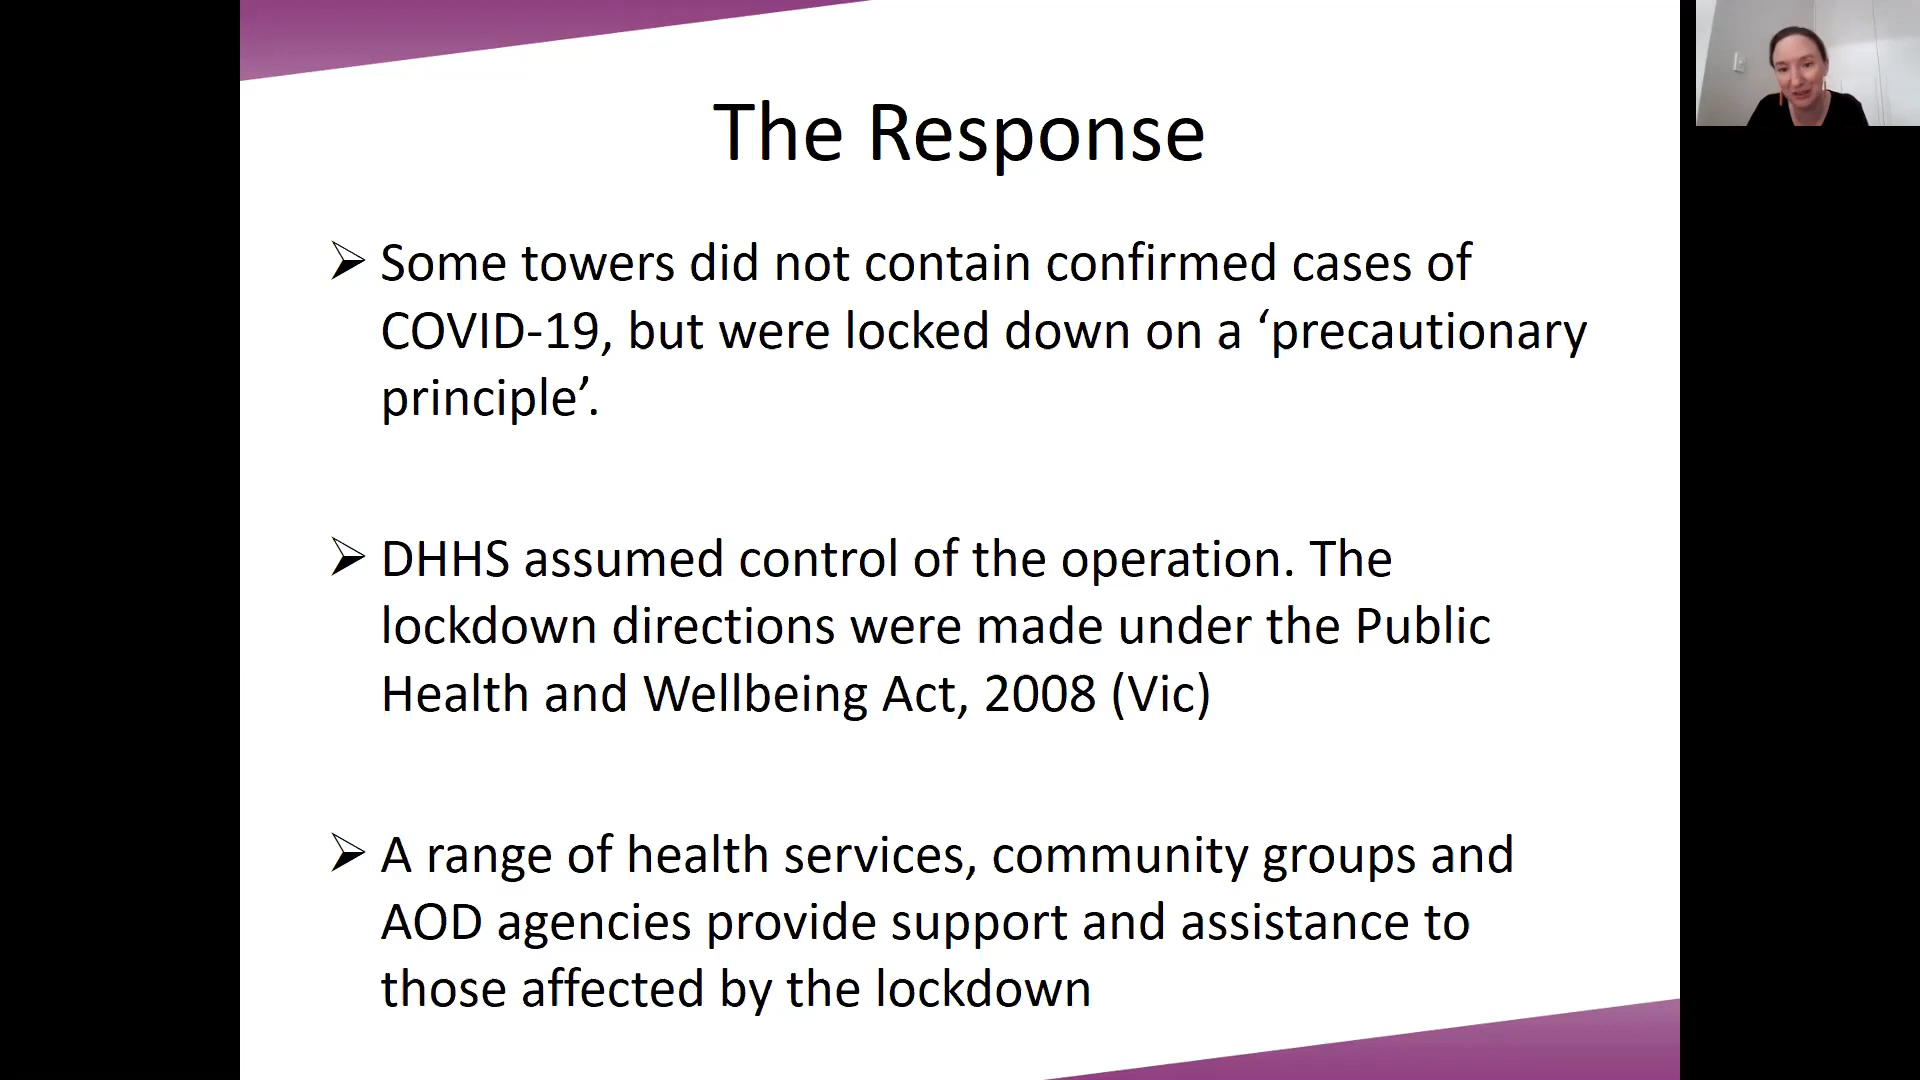 The Response
Some towers did not contain confirmed cases of
COVID-19, but were locked down on a ‘precautionary
principle’.
DHHS assumed control of the operation. The
lockdown directions were made under the Public
Health and Wellbeing Act, 2008 (Vic)
A range of health services, community groups and
AOD agencies provide support and assistance to
those affected by the lockdown